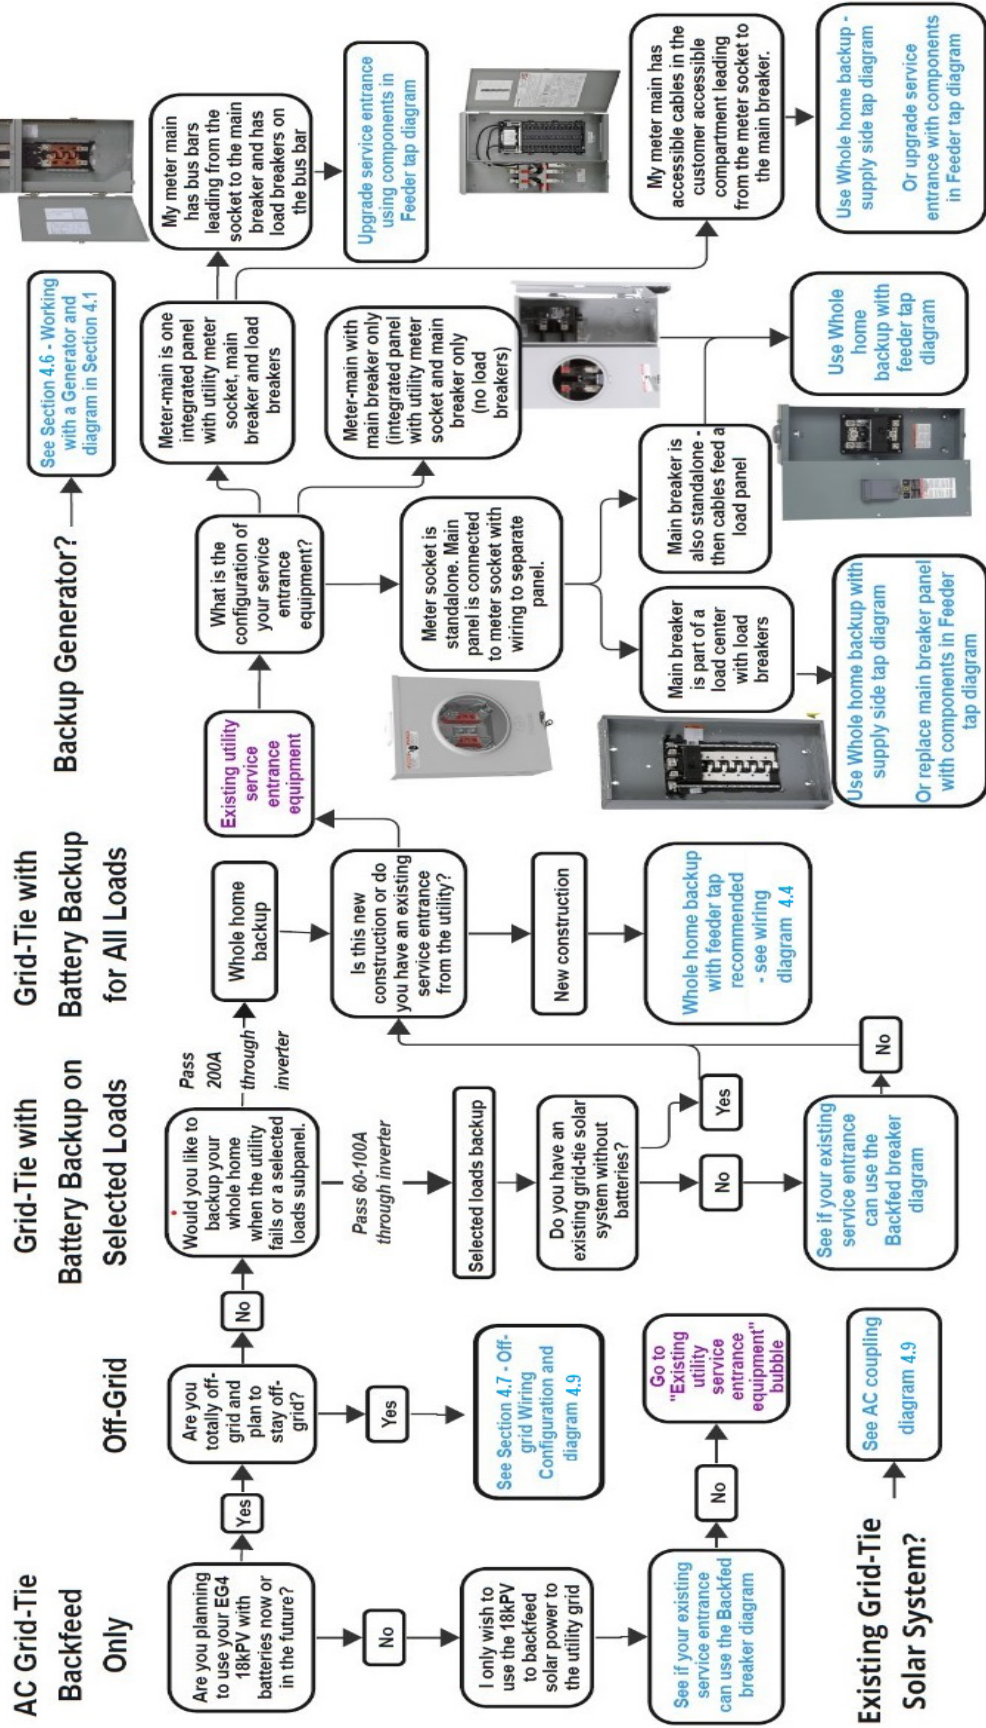 AC Grid-Tie
Backfeed
Only
Off-Grid
Grid-Tie with
Battery Backup on
Selected Loads
Grid-Tie with
Battery Backup
for All Loads
Backup Generator?
See Section 4.6 - Working
with a Generator and
diagram in Section 4.1
Are you planning
to use your EG4
18kPV with
batteries now or
in the future?
Yes
Are you
totally off-
grid and
plan to
stay off-
grid?
No
Would you like to
backup your
whole home
when the utility
fails or a selected
loads subpanel.
Pass
200A
through
inverter
Whole home
backup
Existing utility
service
entrance
equipment
What is the
configuration of
your service
entrance
equipment?
Meter-main is one
integrated panel
with utility meter
socket, main
breaker and load
breakers
My meter main
has bus bars
leading from the
socket to the main
breaker and has
load breakers on
the bus bar
Upgrade service entrance
using components in
Feeder tap diagram
No
Yes
Pass 60-100A
through inverter
Is this new
construction or do
you have an existing
service entrance
from the utility?
Meter-main with
main breaker only
(integrated panel
with utility meter
socket and main
breaker only
(no load
breakers)
I only wish to
use the 18kPV
to backfeed
solar power to
the utility grid
See Section 4.7 - Off-
grid Wiring
Configuration and
diagram 4.9
Selected loads backup
Do you have an
existing grid-tie solar
system without
batteries?
New construction
Meter socket is
standalone. Main
panel is connected
to meter socket with
wiring to separate
panel.
My meter main has
accessible cables in the
customer accessible
compartment leading
from the meter socket to
the main breaker.
See if your existing
service entrance
can use the Backfed
breaker diagram
No
Go to
"Existing
utility
service
entrance
equipment"
bubble
No
Yes
Whole home backup
with feeder tap
recommended
- see wiring
diagram 4.4
Main breaker
is part of a
load center
with load
breakers
Main breaker is
also standalone -
then cables feed a
load panel
See if your existing
service entrance
can use the
Backfed breaker
diagram
No
Use Whole home backup with
supply side tap diagram
Or replace main breaker panel
with components in Feeder
tap diagram
Use Whole
home
backup with
feeder tap
diagram
Use Whole home backup -
supply side tap diagram
Or upgrade service
entrance with components
in Feeder tap diagram
Existing Grid-Tie
Solar System?
See AC coupling
diagram 4.9